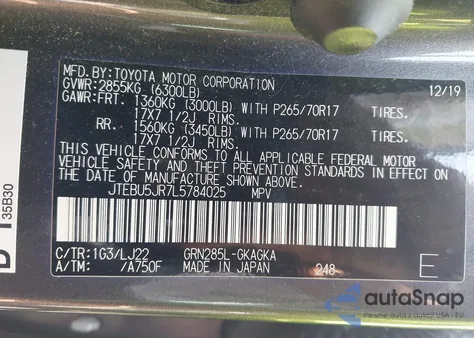 MFD.BY:TOYOTA MOTOR CORPORATION 12/19
GVWR:2855KG (6300LB)
GAWR:FRT. 1360KG (3000LB) WITH P265/70R17 TIRES.
17X7 1/2J RIMS.
RR. 1560KG (3450LB) WITH P265/70R17 TIRES.
17X7 1/2J RIMS.
THIS VEHICLE CONFORMS TO ALL APPLICABLE FEDERAL MOTOR
VEHICLE SAFETY AND THEFT PREVENTION STANDARDS IN EFFECT ON
THE DATE OF MANUFACTURE SHOWN ABOVE.
JTEBU5JR7L5784025 MPV
C/TR:1G3/LJ22 GRN285L-GKAGKA
A/TM: /A750F MADE IN JAPAN 248 E
35B30
autoSnap
Pewne auto z USA